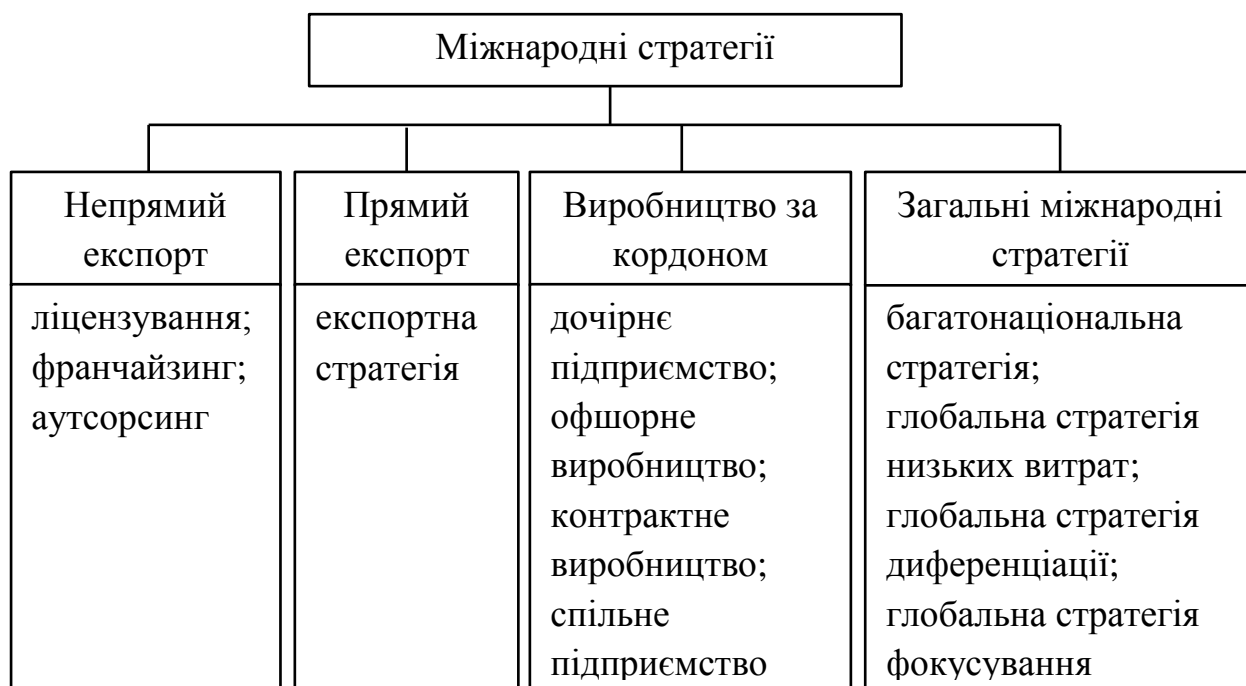 Міжнародні стратегії
Непрямий
експорт
Прямий
експорт
Виробництво за
кордоном
Загальні міжнародні
стратегії
ліцензування;
франчайзинг;
аутсорсинг
експортна
стратегія
дочірнє
підприємство;
офшорне
виробництво;
контрактне
виробництво;
спільне
підприємство
багатонаціональна
стратегія;
глобальна стратегія
низьких витрат;
глобальна стратегія
диференціації;
глобальна стратегія
фокусування